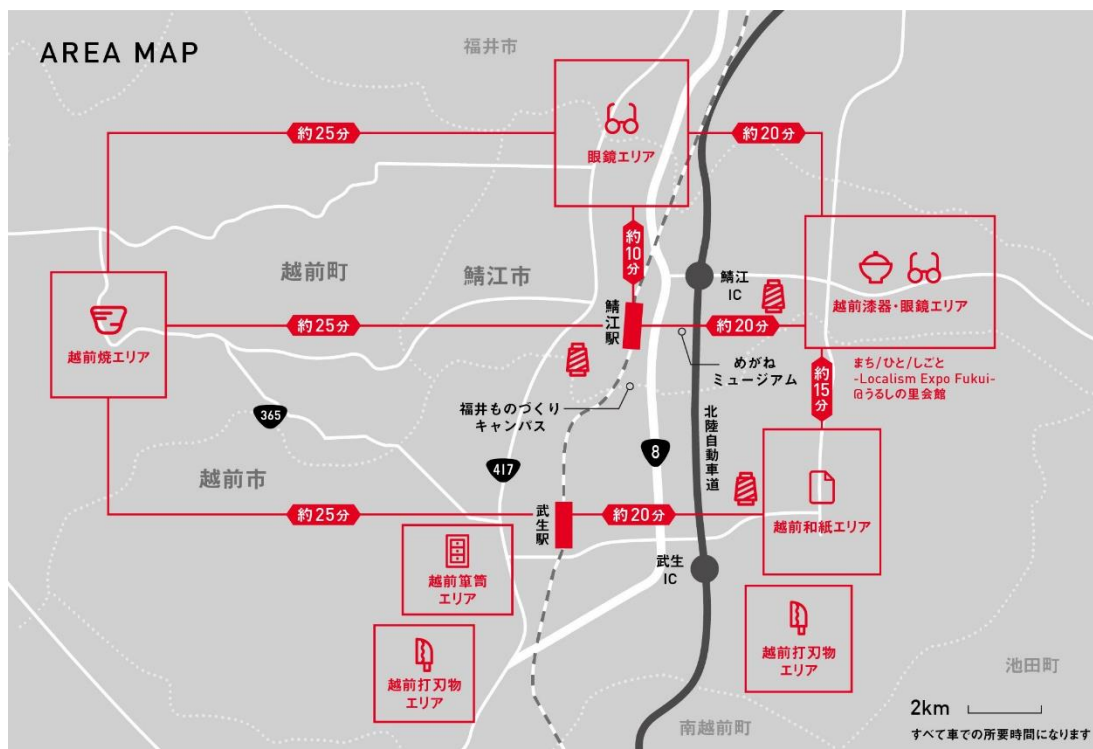 AREA MAP
福井市
約25分
眼鏡エリア
約20分
約10分
越前町
鯖江市
鯖江
IC
越前漆器・眼鏡エリア
越前焼エリア
約25分
鯖江駅
約20分
めがね
ミュージアム
まち/ひと/しごと
-Localism Expo Fukui-
@うるしの里会館
約15分
福井ものづくり
キャンパス
365
北陸自動車道
8
417
越前市
約25分
武生駅
約20分
越前和紙エリア
越前箪笥
エリア
武生
IC
越前打刃物
エリア
越前打刃物
エリア
池田町
南越前町
2km
すべて車での所要時間になります